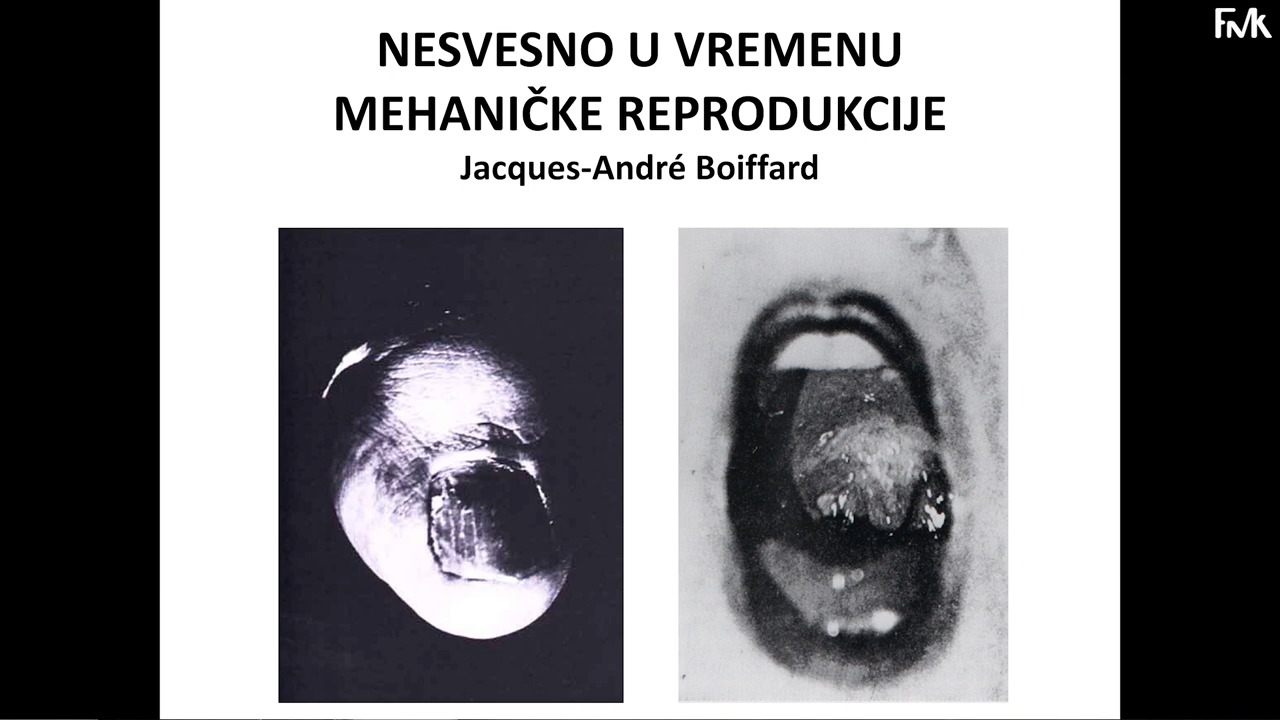 FMk
NESVESNO U VREMENU
MEHANIČKE REPRODUKCIJE
Jacques-André Boiffard